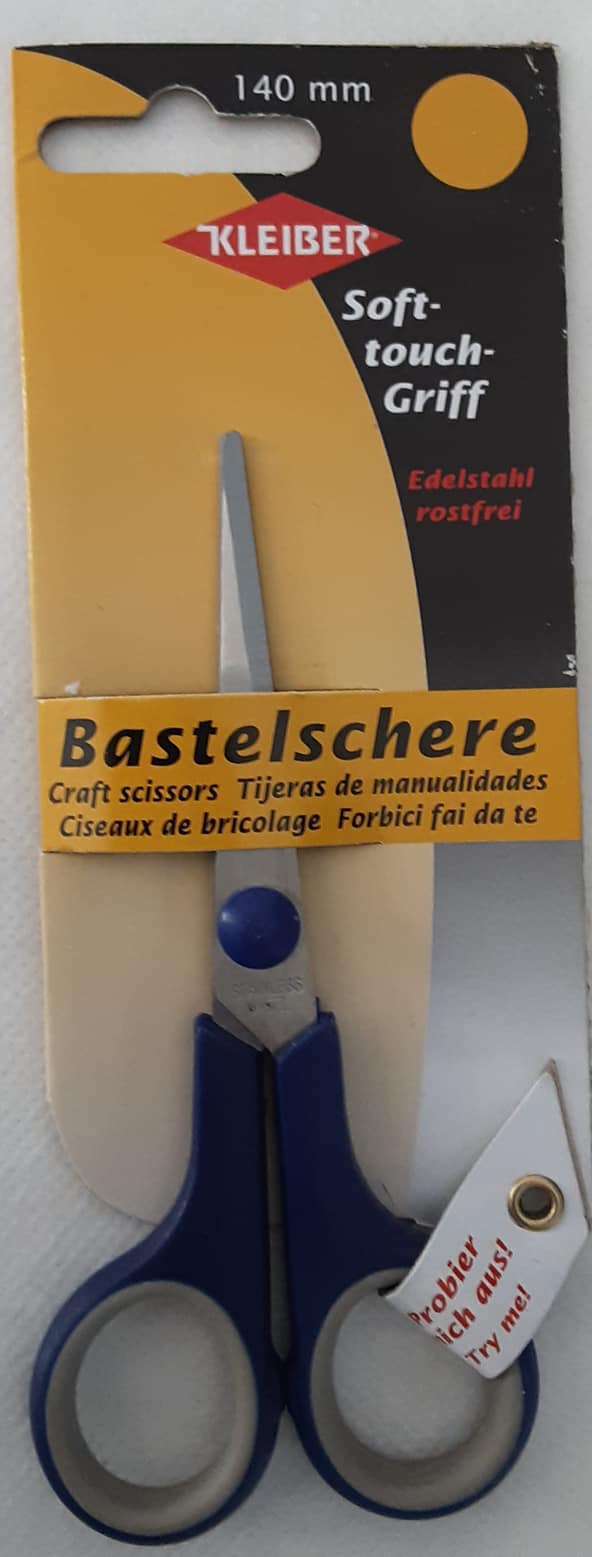 140 mm
KLEIBER
Soft-
touch-
Griff
Edelstahl
rostfrei
Bastelschere
Craft scissors Tijeras de manualidades
Ciseaux de bricolage Forbici fai da te
STAINLESS
Probier
aus!
Try me!